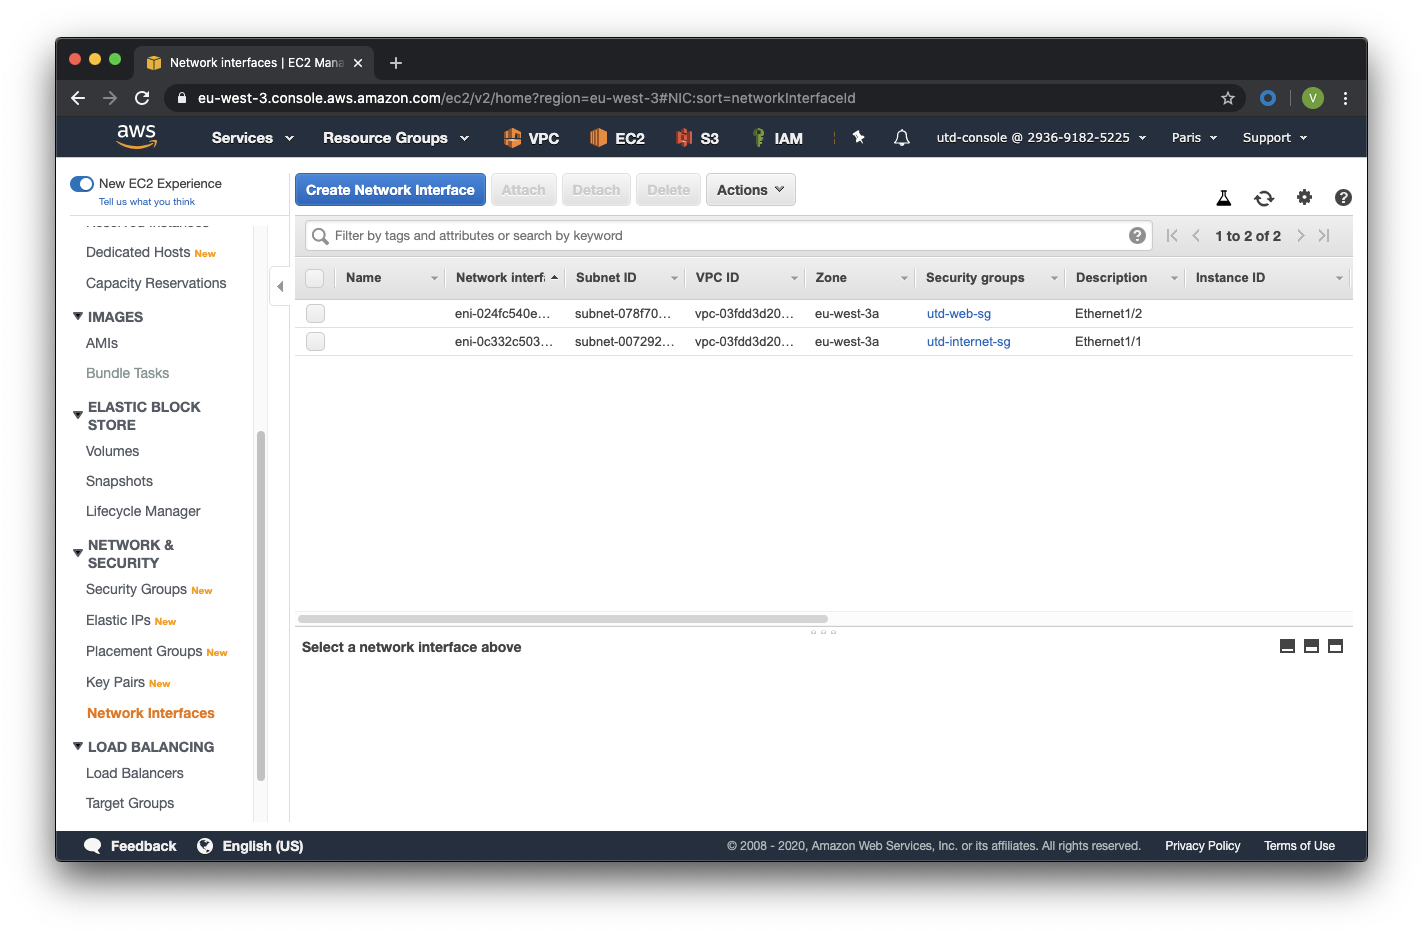 Network interfaces | EC2 Mana
eu-west-3.console.aws.amazon.com/ec2/v2/home?region=eu-west-3#NIC:sort=networkInterfaceId
V
aws
Services
Resource Groups
VPC
EC2
S3
IAM
utd-console @ 2936-9182-5225
Paris
Support
New EC2 Experience
Tell us what you think
Reserved Instances
Dedicated Hosts New
Capacity Reservations
IMAGES
AMIs
Bundle Tasks
ELASTIC BLOCK
STORE
Volumes
Snapshots
Lifecycle Manager
NETWORK &
SECURITY
Security Groups New
Elastic IPs New
Placement Groups New
Key Pairs New
Network Interfaces
LOAD BALANCING
Load Balancers
Target Groups
Create Network Interface
Attach
Detach
Delete
Actions
Filter by tags and attributes or search by keyword
1 to 2 of 2
Name Network interf Subnet ID VPC ID Zone Security groups Description Instance ID
eni-024fc540e... subnet-078f70... vpc-03fdd3d20... eu-west-3a utd-web-sg Ethernet1/2
eni-0c332c503... subnet-007292... vpc-03fdd3d20... eu-west-3a utd-internet-sg Ethernet1/1
Select a network interface above
Feedback
English (US)
© 2008 - 2020, Amazon Web Services, Inc. or its affiliates. All rights reserved.
Privacy Policy
Terms of Use